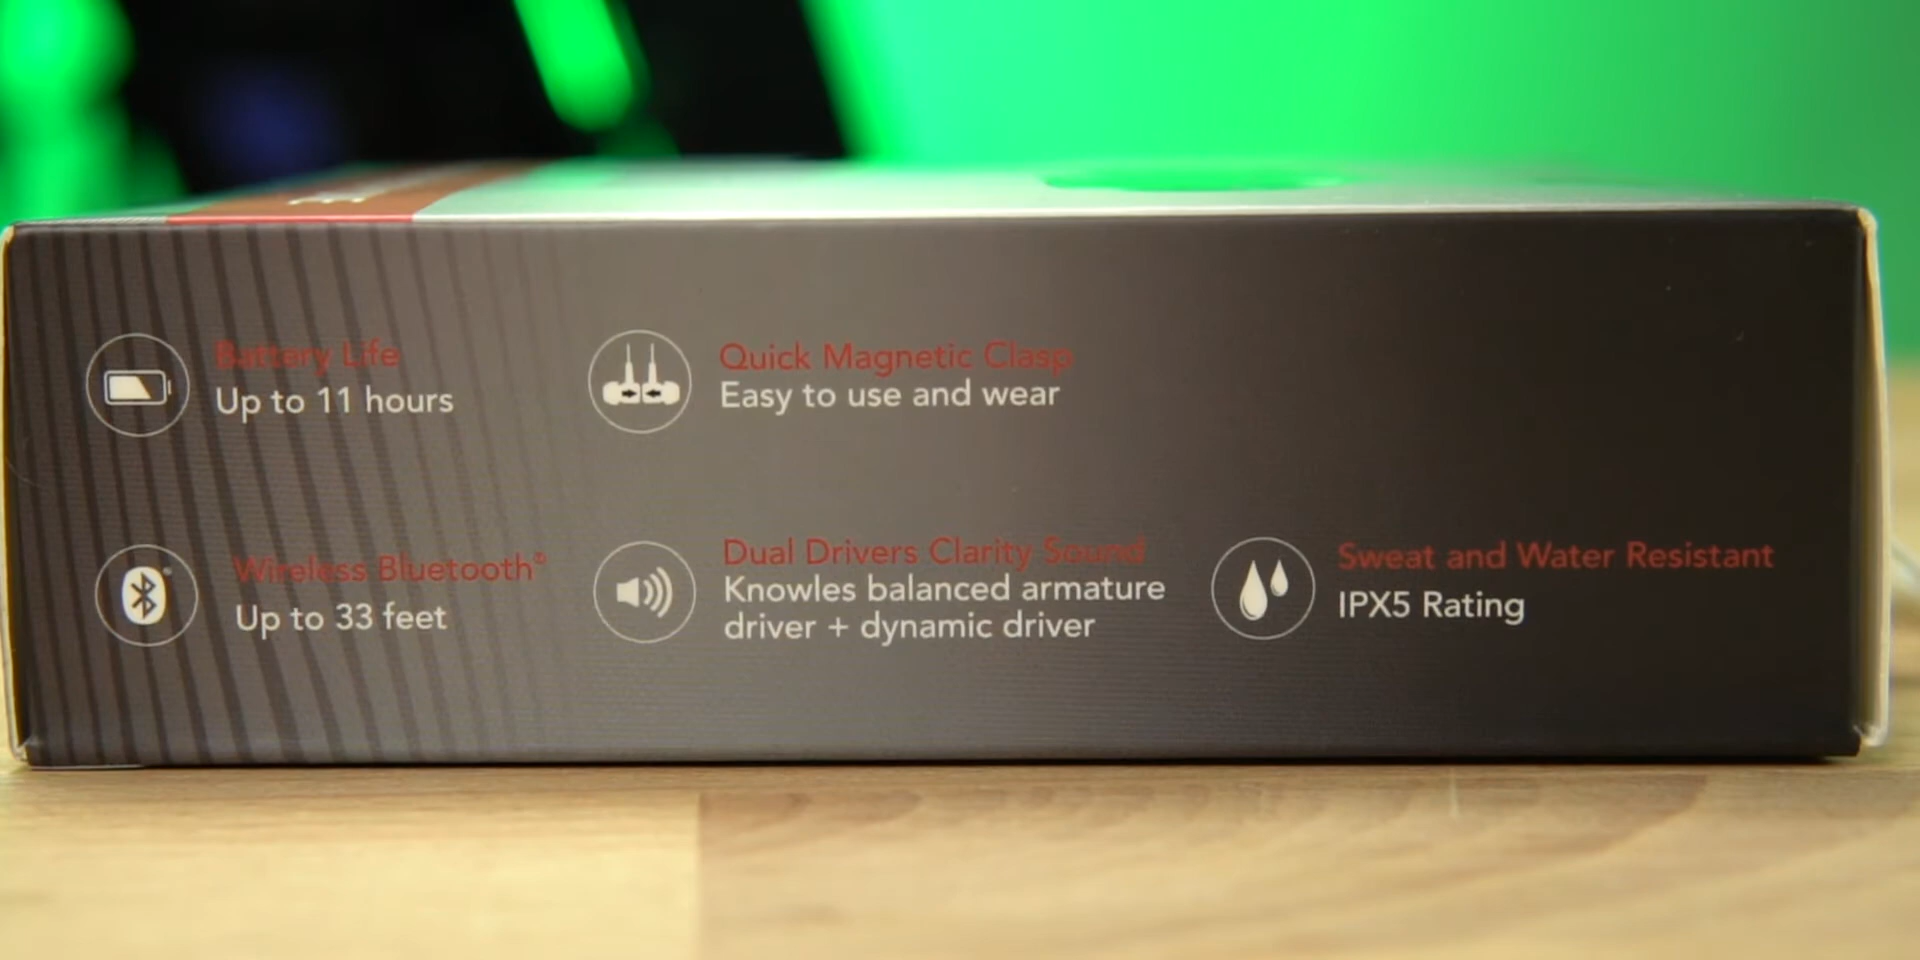 Battery Life
Up to 11 hours
Quick Magnetic Clasp
Easy to use and wear
Wireless Bluetooth®
Up to 33 feet
Dual Drivers Clarity Sound
Knowles balanced armature
driver + dynamic driver
Sweat and Water Resistant
IPX5 Rating